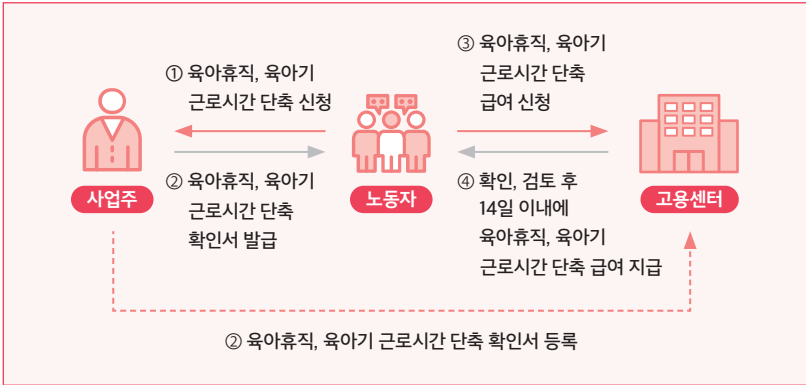 ① 육아휴직, 육아기
근로시간 단축 신청
③ 육아휴직, 육아기
근로시간 단축
급여 신청
사업주
노동자
고용센터
② 육아휴직, 육아기
근로시간 단축
확인서 발급
④ 확인, 검토 후
14일 이내에
육아휴직, 육아기
근로시간 단축 급여 지급
② 육아휴직, 육아기 근로시간 단축 확인서 등록